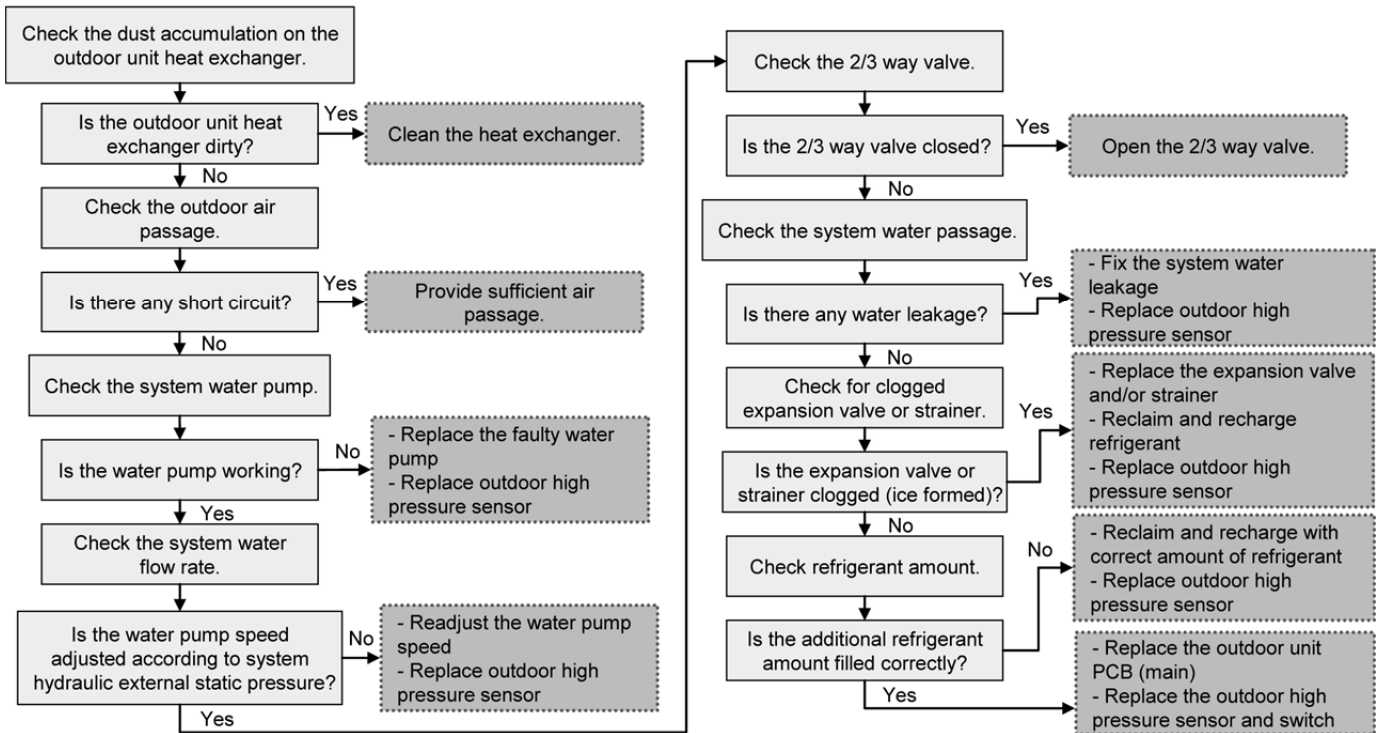 Check the dust accumulation on the
outdoor unit heat exchanger.
Is the outdoor unit heat
exchanger dirty?
Yes
Clean the heat exchanger.
No
Check the outdoor air
passage.
Is there any short circuit?
Yes
Provide sufficient air
passage.
No
Check the system water pump.
Is the water pump working?
No
- Replace the faulty water
pump
- Replace outdoor high
pressure sensor
Yes
Check the system water
flow rate.
Is the water pump speed
adjusted according to system
hydraulic external static pressure?
No
- Readjust the water pump
speed
- Replace outdoor high
pressure sensor
Yes
Check the 2/3 way valve.
Is the 2/3 way valve closed?
Yes
Open the 2/3 way valve.
No
Check the system water passage.
Is there any water leakage?
Yes
- Fix the system water
leakage
- Replace outdoor high
pressure sensor
No
Check for clogged
expansion valve or strainer.
Is the expansion valve or
strainer clogged (ice formed)?
Yes
- Replace the expansion valve
and/or strainer
- Reclaim and recharge
refrigerant
- Replace outdoor high
pressure sensor
No
Check refrigerant amount.
Is the additional refrigerant
amount filled correctly?
No
- Reclaim and recharge with
correct amount of refrigerant
- Replace outdoor high
pressure sensor
Yes
- Replace the outdoor unit
PCB (main)
- Replace the outdoor high
pressure sensor and switch